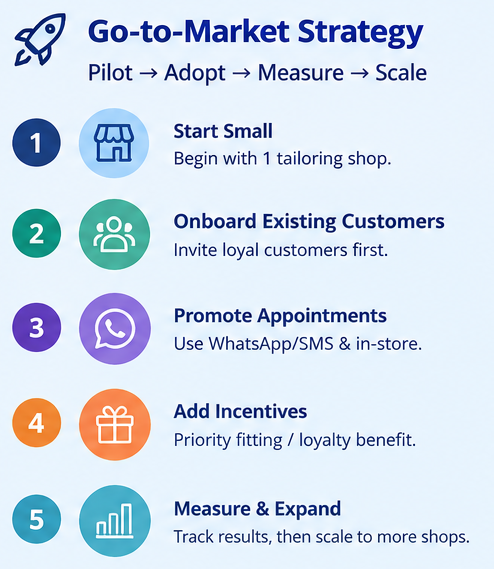 Go-to-Market Strategy
Pilot → Adopt → Measure → Scale
1
Start Small
Begin with 1 tailoring shop.
2
Onboard Existing Customers
Invite loyal customers first.
3
Promote Appointments
Use WhatsApp/SMS & in-store.
4
Add Incentives
Priority fitting / loyalty benefit.
5
Measure & Expand
Track results, then scale to more shops.